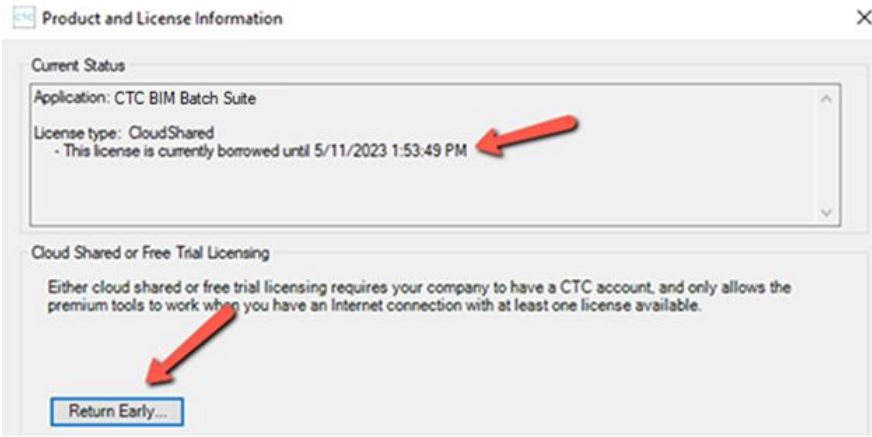 CTC Product and License Information
Current Status
Application: CTC BIM Batch Suite
License type: CloudShared
- This license is currently borrowed until 5/11/2023 1:53:49 PM
Cloud Shared or Free Trial Licensing
Either cloud shared or free trial licensing requires your company to have a CTC account, and only allows the
premium tools to work when you have an Internet connection with at least one license available.
Return Early...